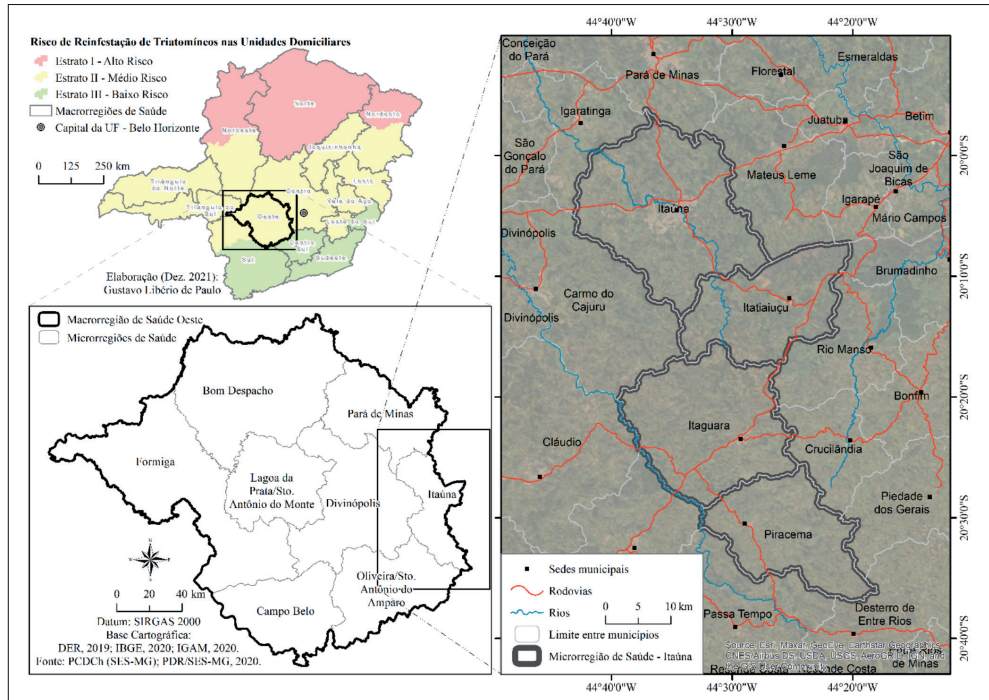 Risco de Reinfestação de Triatomíneos nas Unidades Domiciliares
Estrato I - Alto Risco
Estrato II - Médio Risco
Estrato III - Baixo Risco
Macrorregiões de Saúde
Capital da UF - Belo Horizonte
0 125 250 km
Norte
Noroeste
Nordeste
Jequitinhonha
Triângulo
do Norte
Triângulo do
Sul
Oeste
Centro
Leste
Vale do Aço
Leste do Sul
Centro
Sul
Sudeste
Sul
Elaboração (Dez. 2021):
Gustavo Libério de Paulo
Macrorregião de Saúde Oeste
Microrregiões de Saúde
Bom Despacho
Pará de Minas
Formiga
Lagoa da
Prata/Sto.
Antônio do Monte
Divinópolis
Itaúna
Oliveira/Sto.
Antônio do
Amparo
Campo Belo
0 20 40 km
Datum: SIRGAS 2000
Base Cartográfica:
DER, 2019; IBGE, 2020; IGAM, 2020.
Fonte: PCDCh (SES-MG); PDR/SES-MG, 2020.
44°40'0"W 44°30'0"W 44°20'0"W
20°0'0"S
20°10'0"S
20°20'0"S
20°30'0"S
20°40'0"S
Conceição
do Pará
Pará de Minas
Florestal
Esmeraldas
Igaratinga
Juatuba
Betim
São
Gonçalo
do Pará
Mateus Leme
São
Joaquim
de Bicas
Igarapé
Mário Campos
Itaúna
Divinópolis
Brumadinho
Carmo do
Cajuru
Itatiaiuçu
Divinópolis
Rio Manso
Bonfim
Itaguara
Cláudio
Crucilândia
Piedade
dos Gerais
Piracema
Passa Tempo
Desterro de
Entre Rios
Sedes municipais
Rodovias
Rios
0 5 10 km
Limite entre municípios
Microrregião de Saúde - Itaúna